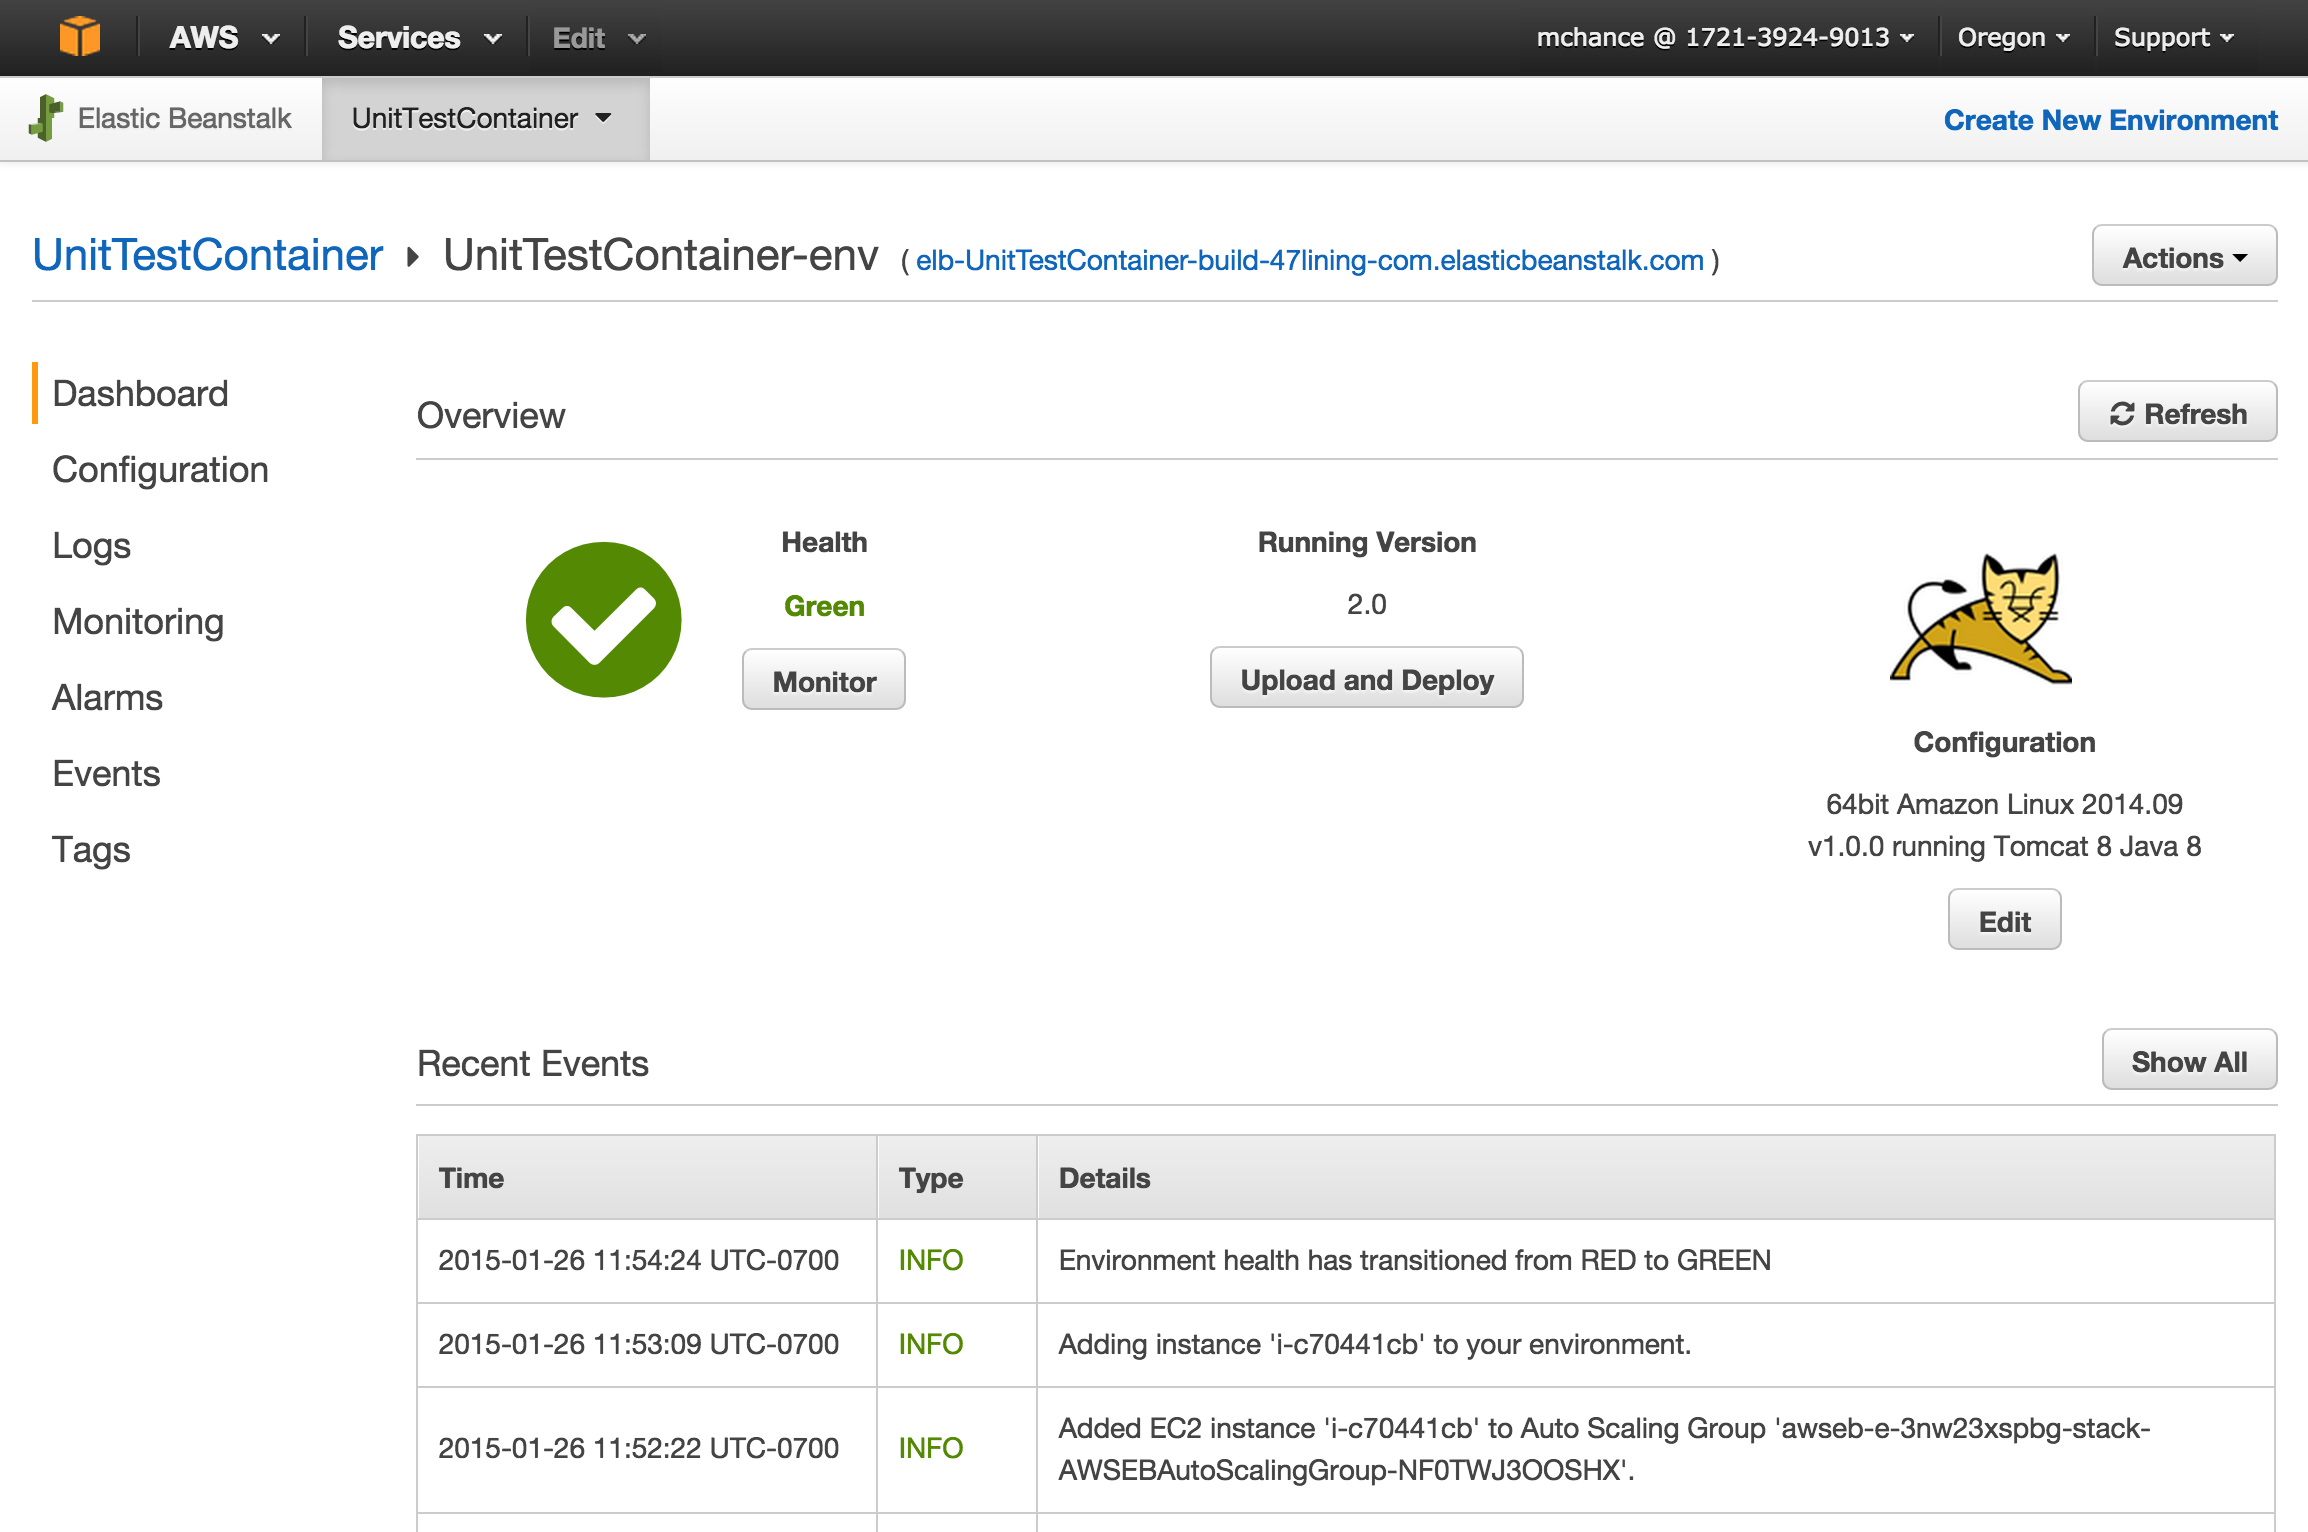 AWS Services Edit mchance @ 1721-3924-9013 Oregon Support
Elastic Beanstalk UnitTestContainer Create New Environment
UnitTestContainer UnitTestContainer-env ( elb-UnitTestContainer-build-47lining-com.elasticbeanstalk.com ) Actions
Dashboard
Configuration
Logs
Monitoring
Alarms
Events
Tags
Overview Refresh
Health
Green
Monitor
Running Version
2.0
Upload and Deploy
Configuration
64bit Amazon Linux 2014.09
v1.0.0 running Tomcat 8 Java 8
Edit
Recent Events Show All
Time Type Details
2015-01-26 11:54:24 UTC-0700 INFO Environment health has transitioned from RED to GREEN
2015-01-26 11:53:09 UTC-0700 INFO Adding instance 'i-c70441cb' to your environment.
2015-01-26 11:52:22 UTC-0700 INFO Added EC2 instance 'i-c70441cb' to Auto Scaling Group 'awseb-e-3nw23xspbg-stack-
AWSEBAutoScalingGroup-NF0TWJ3OOSHX'.